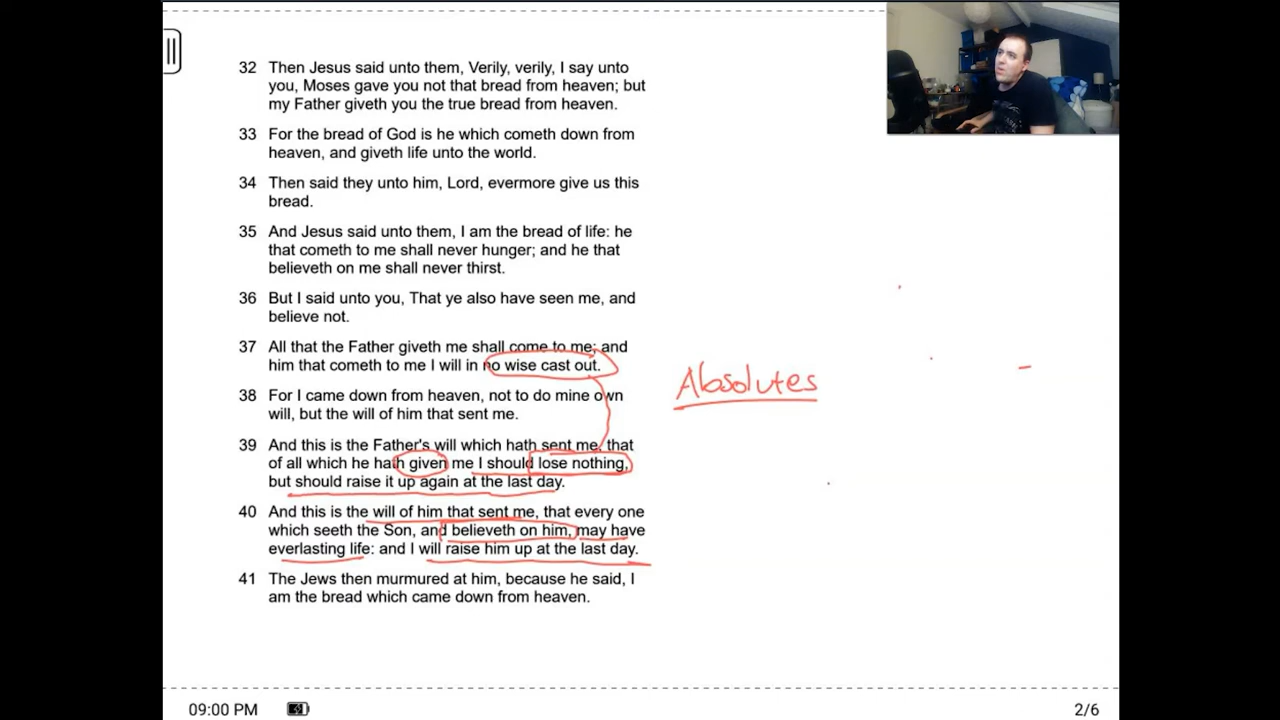 32 Then Jesus said unto them, Verily, verily, I say unto
you, Moses gave you not that bread from heaven; but
my Father giveth you the true bread from heaven.
33 For the bread of God is he which cometh down from
heaven, and giveth life unto the world.
34 Then said they unto him, Lord, evermore give us this
bread.
35 And Jesus said unto them, I am the bread of life: he
that cometh to me shall never hunger; and he that
believeth on me shall never thirst.
36 But I said unto you, That ye also have seen me, and
believe not.
37 All that the Father giveth me shall come to me; and
him that cometh to me I will in no wise cast out.
Absolutes
38 For I came down from heaven, not to do mine own
will, but the will of him that sent me.
39 And this is the Father's will which hath sent me, that
of all which he hath given me I should lose nothing,
but should raise it up again at the last day.
40 And this is the will of him that sent me, that every one
which seeth the Son, and believeth on him, may have
everlasting life: and I will raise him up at the last day.
41 The Jews then murmured at him, because he said, I
am the bread which came down from heaven.
09:00 PM
2/6